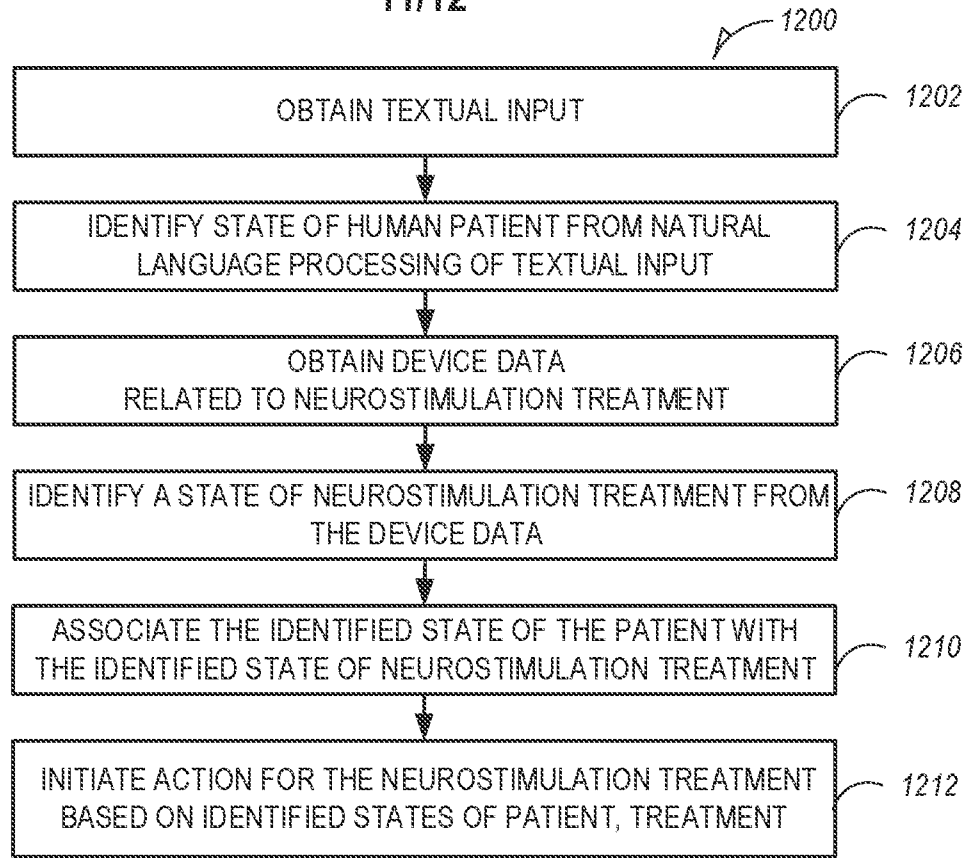 11/12
1200
OBTAIN TEXTUAL INPUT
1202
IDENTIFY STATE OF HUMAN PATIENT FROM NATURAL
LANGUAGE PROCESSING OF TEXTUAL INPUT
1204
OBTAIN DEVICE DATA
RELATED TO NEUROSTIMULATION TREATMENT
1206
IDENTIFY A STATE OF NEUROSTIMULATION TREATMENT FROM
THE DEVICE DATA
1208
ASSOCIATE THE IDENTIFIED STATE OF THE PATIENT WITH
THE IDENTIFIED STATE OF NEUROSTIMULATION TREATMENT
1210
INITIATE ACTION FOR THE NEUROSTIMULATION TREATMENT
BASED ON IDENTIFIED STATES OF PATIENT, TREATMENT
1212